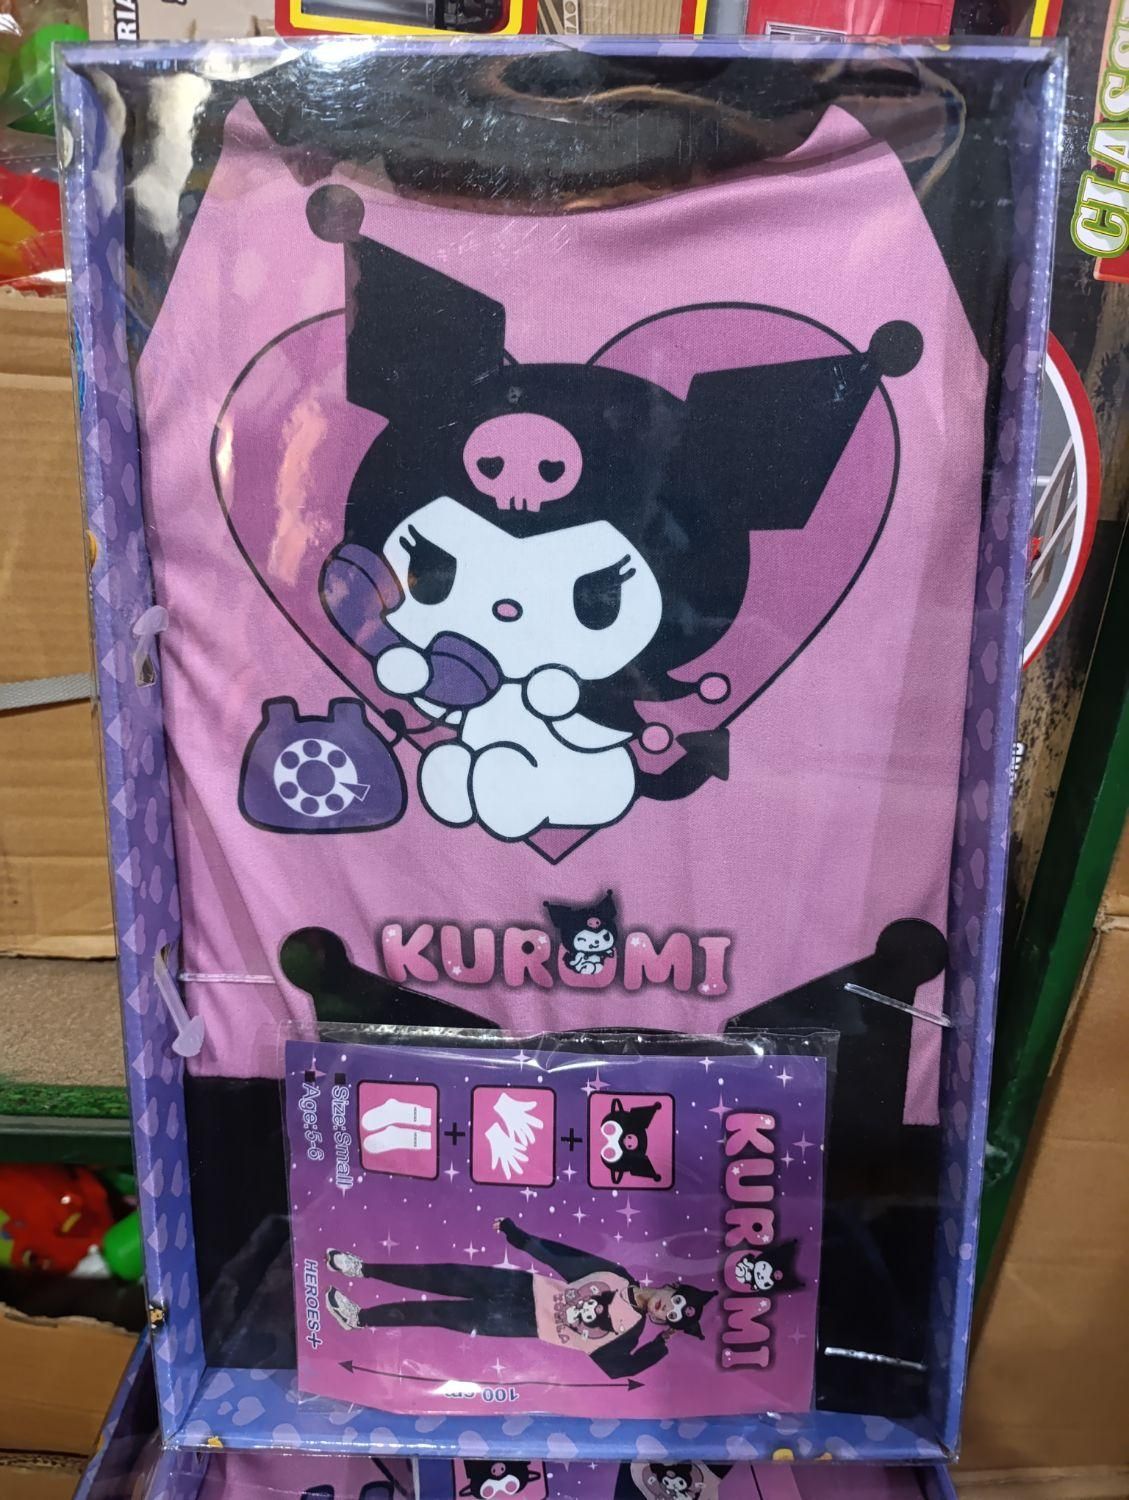 KUROMI
KUROMI
Size: Small
Age: 5-6
+
+
HEROES+
100 cm